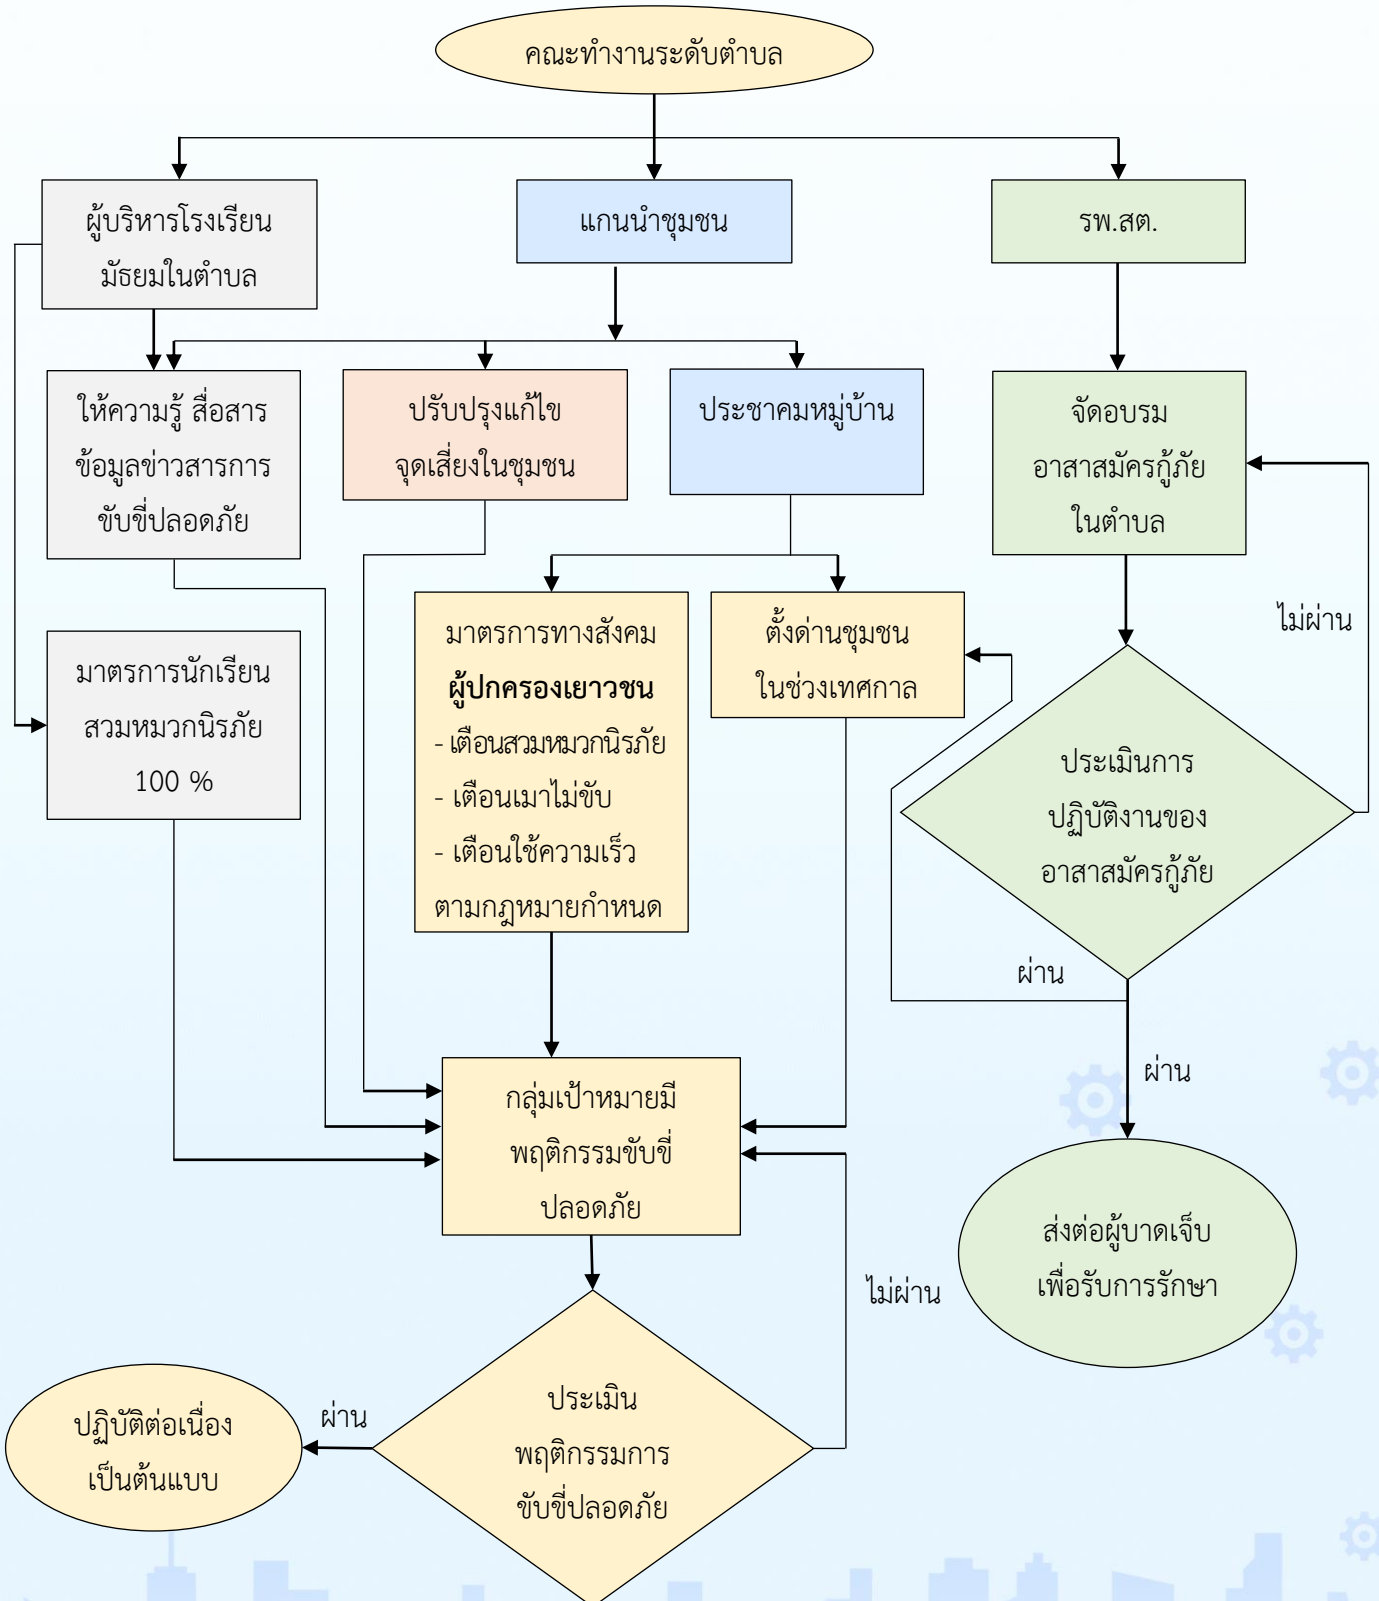 คณะทำงานระดับตำบล
ผู้บริหารโรงเรียน
มัธยมในตำบล
แกนนำชุมชน
รพ.สต.
ให้ความรู้ สื่อสาร
ข้อมูลข่าวสารการ
ขับขี่ปลอดภัย
ปรับปรุงแก้ไข
จุดเสี่ยงในชุมชน
ประชาคมหมู่บ้าน
จัดอบรม
อาสาสมัครกู้ภัย
ในตำบล
ไม่ผ่าน
มาตรการนักเรียน
สวมหมวกนิรภัย
100 %
มาตรการทางสังคม
ผู้ปกครองเยาวชน
- เตือนสวมหมวกนิรภัย
- เตือนเมาไม่ขับ
- เตือนใช้ความเร็ว
ตามกฎหมายกำหนด
ตั้งด่านชุมชน
ในช่วงเทศกาล
ประเมินการ
ปฏิบัติงานของ
อาสาสมัครกู้ภัย
ผ่าน
ผ่าน
กลุ่มเป้าหมายมี
พฤติกรรมขับขี่
ปลอดภัย
ส่งต่อผู้บาดเจ็บ
เพื่อรับการรักษา
ไม่ผ่าน
ประเมิน
พฤติกรรมการ
ขับขี่ปลอดภัย
ผ่าน
ปฏิบัติต่อเนื่อง
เป็นต้นแบบ